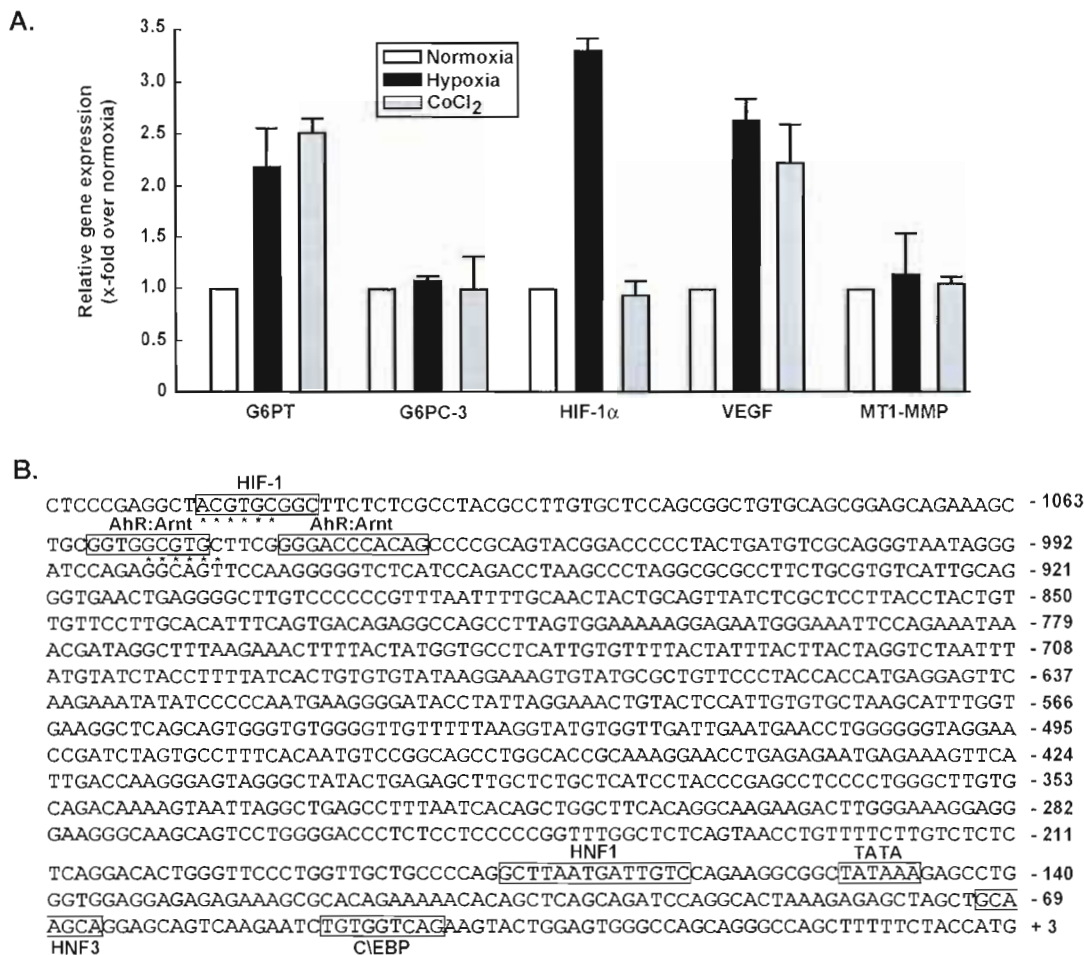 A.
Relative gene expression
(x-fold over normoxia)
3.5
3.0
2.5
2.0
1.5
1.0
0.5
0
Normoxia
Hypoxia
CoCl2
G6PT G6PC-3 HIF-1α VEGF MT1-MMP
B.
HIF-1
CTCCCGAGGCTACGTGCGGCTTCTCTCGCCTACGCCTTGTGCTCCAGCGGCTGTGCAGCGGAGCAGAAAGC - 1063
AhR:Arnt * * * * * * AhR:Arnt
TGCGGTGGCGTGCTTCGGGGACCCACAGCCCCGCAGTACGGACCCCCTACTGATGTCGCAGGGTAATAGGG - 992
* * * * * *
ATCCAGAGGCAGTTCCAAGGGGGTCTCATCCAGACCTAAGCCCTAGGCGCGCCTTCTGCGTGTCATTGCAG - 921
GGTGAACTGAGGGGCTTGTCCCCCCGTTTAATTTTGCAACTACTGCAGTTATCTCGCTCCTTACCTACTGT - 850
TGTTCCTTGCACATTTCAGTGACAGAGGCCAGCCTTAGTGGAAAAAGGAGAATGGGAAATTCCAGAAATAA - 779
ACGATAGGCTTTAAGAAACTTTTACTATGGTGCCTCATTGTGTTTTACTATTTACTTACTAGGTCTAATTT - 708
ATGTATCTACCTTTTATCACTGTGTGTATAAGGAAAGTGTATGCGCTGTTCCCTACCACCATGAGGAGTTC - 637
AAGAAATATATCCCCCAATGAAGGGGATACCTATTAGGAAACTGTACTCCATTGTGTGCTAAGCATTTGGT - 566
GAAGGCTCAGCAGTGGGTGTGGGGTTGTTTTTAAGGTATGTGGTTGATTGAATGAACCTGGGGGGTAGGAA - 495
CCGATCTAGTGCCTTTCACAATGTCCGGCAGCCTGGCACCGCAAAGGAACCTGAGAGAATGAGAAAGTTCA - 424
TTGACCAAGGGAGTAGGGCTATACTGAGAGCTTGCTCTGCTCATCCTACCCGAGCCTCCCCTGGGCTTGTG - 353
CAGACAAAAGTAATTAGGCTGAGCCTTTAATCACAGCTGGCTTCACAGGCAAGAAGACTTGGGAAAGGAGG - 282
GAAGGGCAAGCAGTCCTGGGGACCCTCTCCTCCCCCGGTTTGGCTCTCAGTAACCTGTTTTCTTGTCTCTC - 211
HNF1 TATA
TCAGGACACTGGGTTCCCTGGTTGCTGCCCCAGGCTTAATGATTGTCCAGAAGGCGGCTATAAAGAGCCTG - 140
GGTGGAGGAGAGAGAAAGCGCACAGAAAAACACAGCTCAGCAGATCCAGGCACTAAAGAGAGCTAGCTGCA - 69
AGCAGGAGCAGTCAAGAATCTGTGGTCAGAAGTACTGGAGTGGGCCAGCAGGGCCAGCTTTTTCTACCATG + 3
HNF3 C\EBP